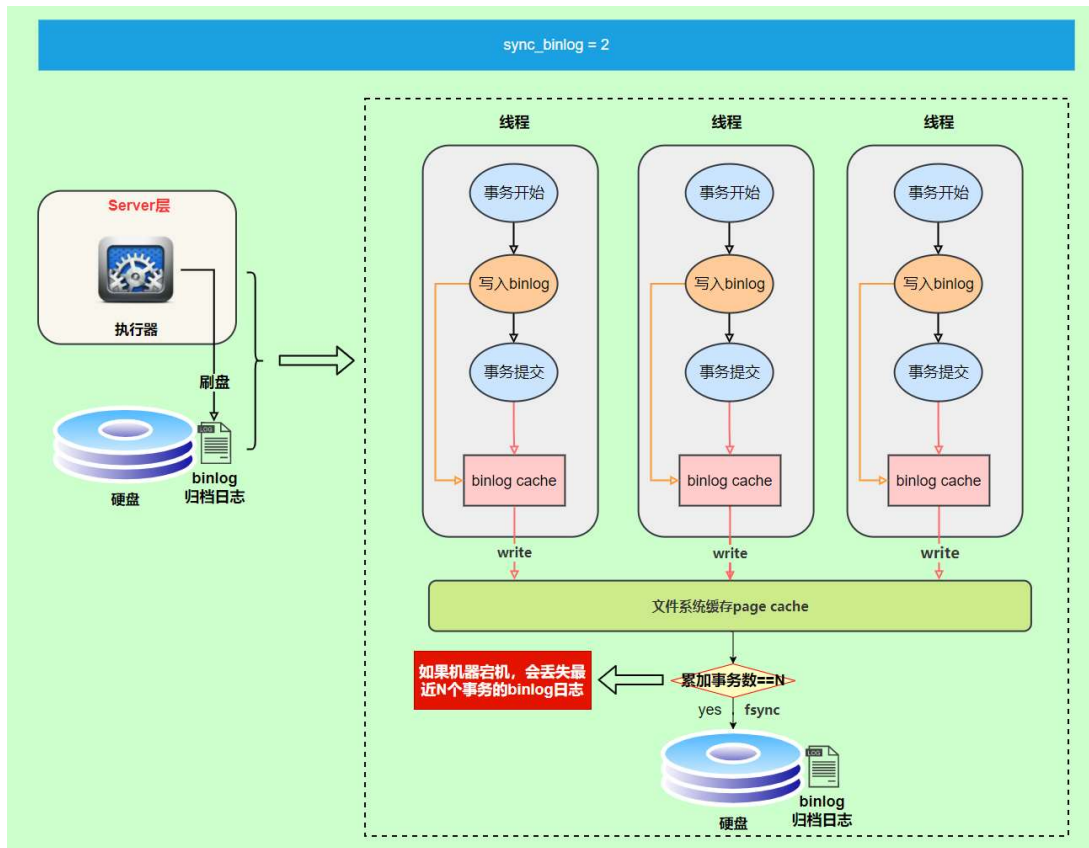 sync_binlog = 2
Server层
执行器
刷盘
硬盘
LOG
binlog
归档日志
线程
事务开始
写入binlog
事务提交
binlog cache
write
线程
事务开始
写入binlog
事务提交
binlog cache
write
线程
事务开始
写入binlog
事务提交
binlog cache
write
文件系统缓存page cache
累加事务数==N
如果机器宕机，会丢失最
近N个事务的binlog日志
yes
fsync
硬盘
LOG
binlog
归档日志